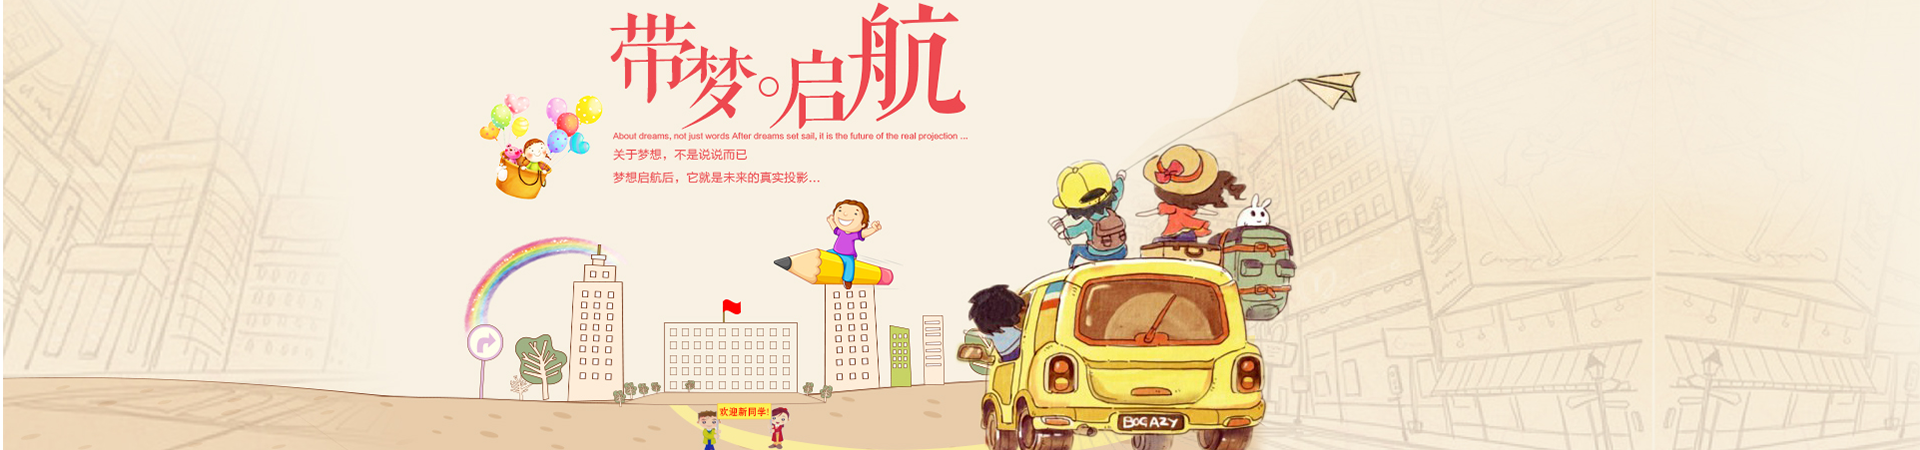 带梦。启航
About dreams, not just words After dreams set sail, it is the future of the real projection ...
关于梦想，不是说说而已
梦想启航后，它就是未来的真实投影...
欢迎新同学!
BOCAZY